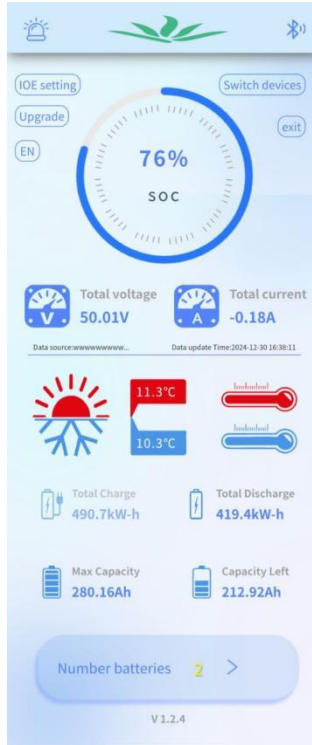 IOE setting
Switch devices
Upgrade
exit
EN
76%
SOC
Total voltage
50.01V
Total current
-0.18A
V
A
Data source:wwwwwwwwww...
Data update Time:2024-12-30 16:38:11
11.3°C
10.3°C
Total Charge
490.7kW-h
Total Discharge
419.4kW-h
Max Capacity
280.16Ah
Capacity Left
212.92Ah
Number batteries 2 >
V 1.2.4